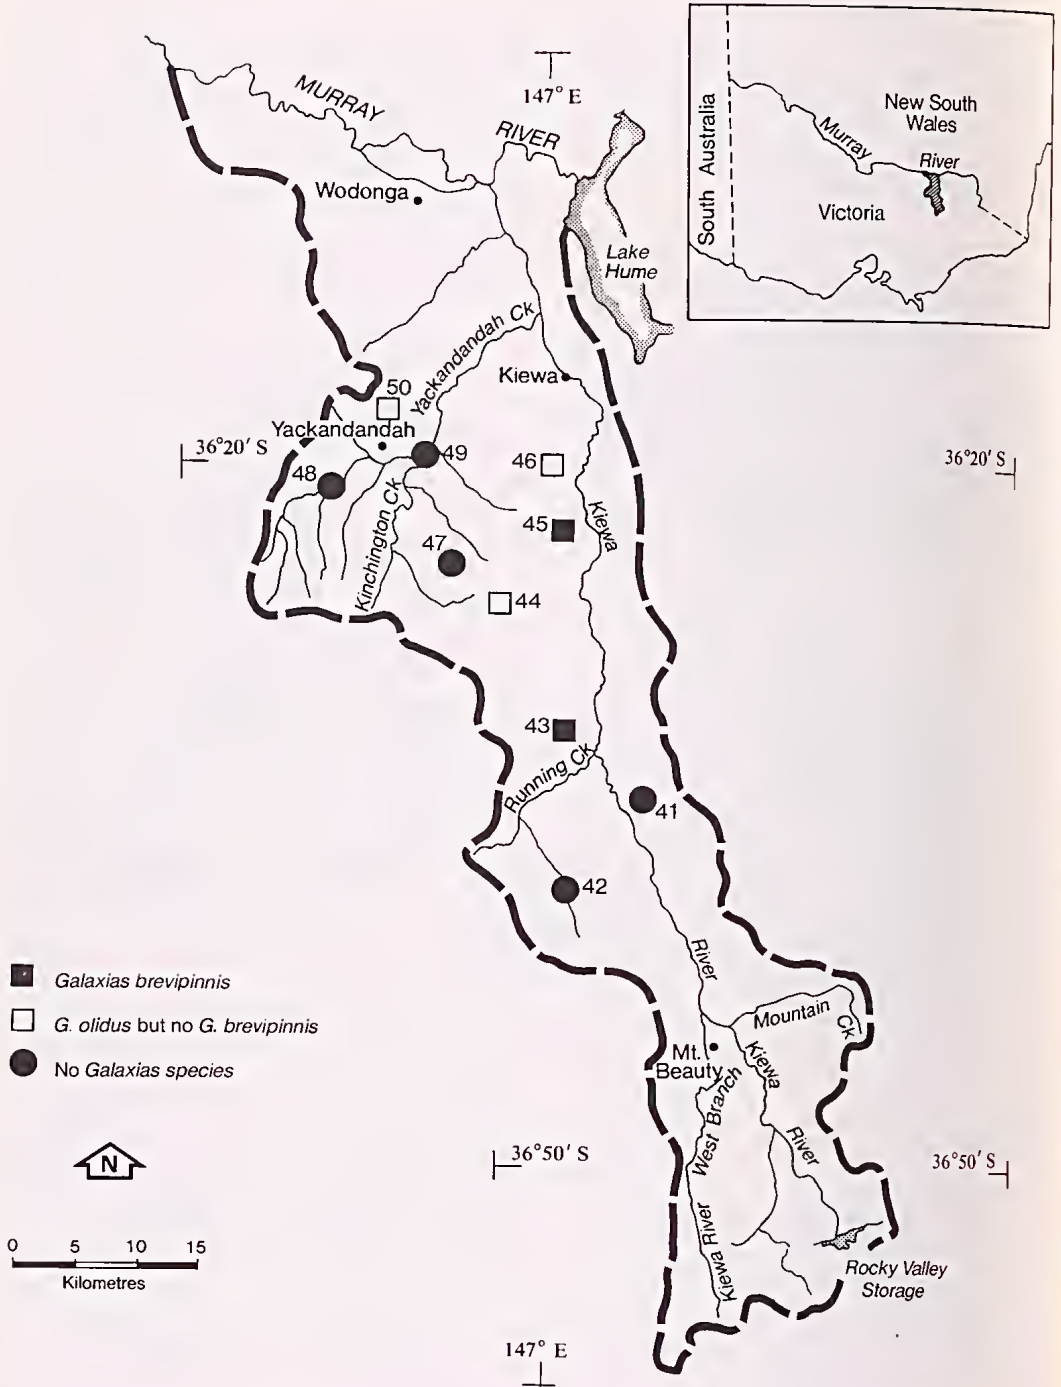 MURRAY
RIVER
147° E
Wodonga
Lake
Hume
South Australia
New South
Wales
Murray
River
Victoria
Yackandandah Ck
Kiewa
50
Yackandandah
36°20' S
36°20' S
49
48
46
45
Kiewa
Kinchington Ck
47
44
43
Running Ck
41
42
River
Galaxias brevipinnis
G. olidus but no G. brevipinnis
No Galaxias species
Mountain
Ck
Mt.
Beauty
Kiewa
River
West Branch
Kiewa River
N
36°50' S
36°50' S
0 5 10 15
Kilometres
Rocky Valley
Storage
147° E